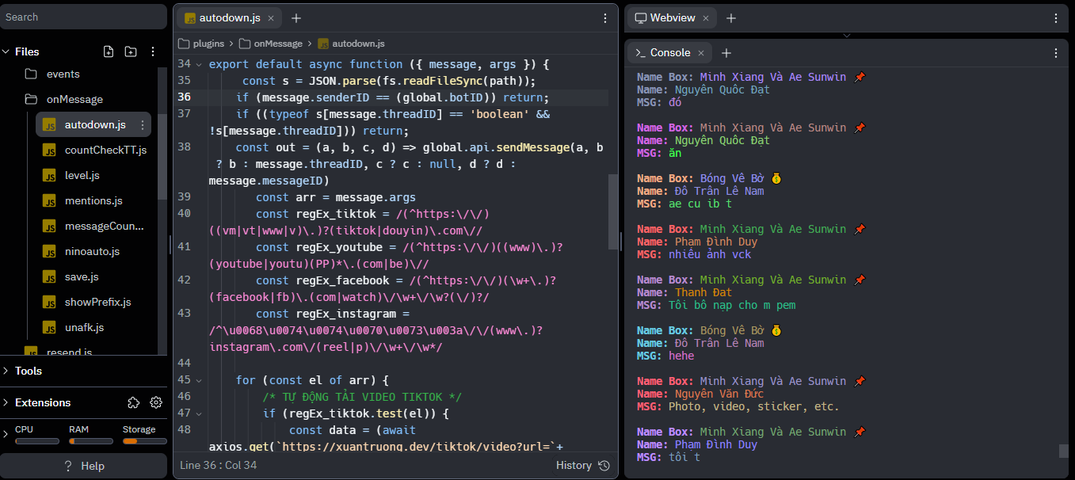 Search
Files
events
onMessage
autodown.js
countCheckTT.js
level.js
mentions.js
messageCoun...
ninoauto.js
save.js
showPrefix.js
unafk.js
resend.js
Tools
Extensions
CPU
RAM
Storage
? Help
autodown.js × +
plugins > onMessage > autodown.js
34 export default async function ({ message, args }) {
35 const s = JSON.parse(fs.readFileSync(path));
36 if (message.senderID == (global.botID)) return;
37 if ((typeof s[message.threadID] == 'boolean' &&
!s[message.threadID])) return;
38 const out = (a, b, c, d) => global.api.sendMessage(a, b
? b : message.threadID, c ? c : null, d ? d :
message.messageID)
39 const arr = message.args
40 const regEx_tiktok = /(^https:\/\/)
((vm|vt|www|v)\.)?(tiktok|douyin)\.com\//
41 const regEx_youtube = /(^https:\/\/)((www)\.)?
(youtube|youtu)(PP)*\.(com|be)\//
42 const regEx_facebook = /(^https:\/\/)(\w+\.)?
(facebook|fb)\.(com|watch)\/\w+\/\w?(\/)?/
43 const regEx_instagram =
/^\u0068\u0074\u0074\u0070\u0073\u003a\/\/(www\.)?
instagram\.com\/(reel|p)\/\w+\/\w*/
44
45 for (const el of arr) {
46 /* TỰ ĐỘNG TẢI VIDEO TIKTOK */
47 if (regEx_tiktok.test(el)) {
48 const data = (await
axios.get(`https://xuantruong.dev/tiktok/video?url=`+
Line 36 : Col 34
History
Webview × +
>_ Console × +
Name Box: Minh Xiang Và Ae Sunwin 📌
Name: Nguyễn Quốc Đạt
MSG: đó
Name Box: Minh Xiang Và Ae Sunwin 📌
Name: Nguyễn Quốc Đạt
MSG: ăn
Name Box: Bóng Vê Bờ 💰
Name: Đỗ Trần Lê Nam
MSG: ae cu ib t
Name Box: Minh Xiang Và Ae Sunwin 📌
Name: Phạm Đình Duy
MSG: nhiều ảnh vck
Name Box: Minh Xiang Và Ae Sunwin 📌
Name: Thanh Đạt
MSG: Tôi bỏ nạp cho m pem
Name Box: Bóng Vê Bờ 💰
Name: Đỗ Trần Lê Nam
MSG: hehe
Name Box: Minh Xiang Và Ae Sunwin 📌
Name: Nguyễn Văn Đức
MSG: Photo, video, sticker, etc.
Name Box: Minh Xiang Và Ae Sunwin 📌
Name: Phạm Đình Duy
MSG: tôi t